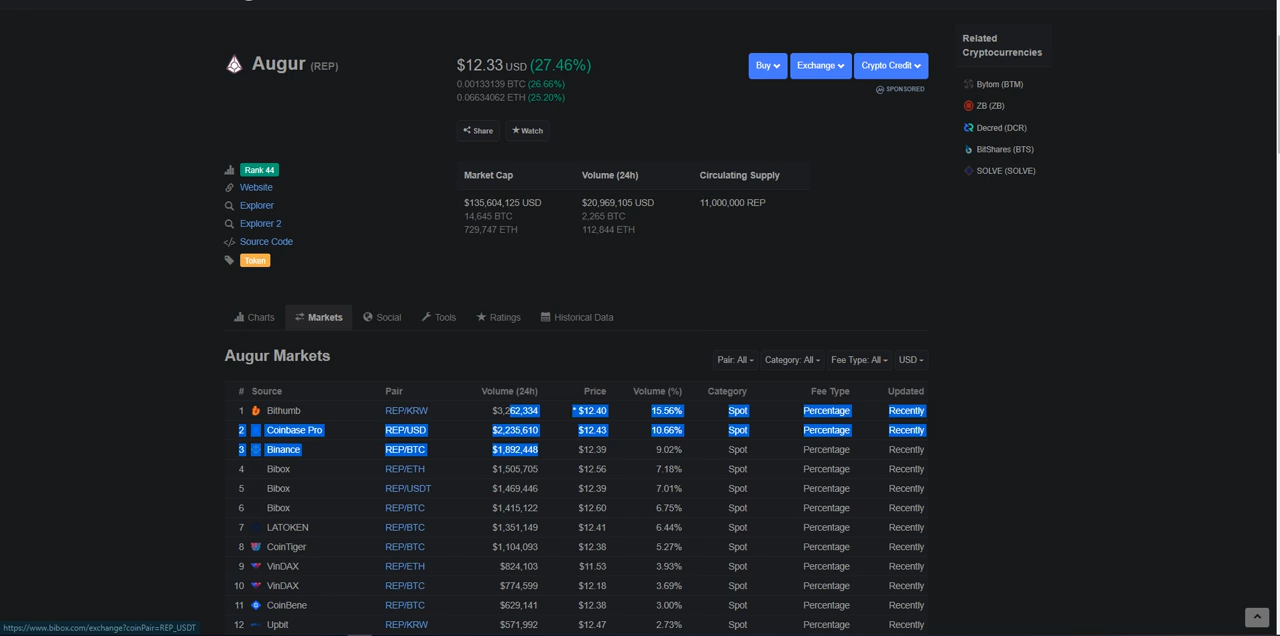 Augur (REP)
$12.33 USD (27.46%)
0.00133139 BTC (26.66%)
0.06634062 ETH (25.20%)
Buy
Exchange
Crypto Credit
SPONSORED
Share
Watch
Related
Cryptocurrencies
Bytom (BTM)
ZB (ZB)
Decred (DCR)
BitShares (BTS)
SOLVE (SOLVE)
Rank 44
Website
Explorer
Explorer 2
Source Code
Token
Market Cap Volume (24h) Circulating Supply
$135,604,125 USD $20,969,105 USD 11,000,000 REP
14,645 BTC 2,265 BTC
729,747 ETH 112,844 ETH
Charts Markets Social Tools Ratings Historical Data
Augur Markets
Pair: All Category: All Fee Type: All USD
# Source Pair Volume (24h) Price Volume (%) Category Fee Type Updated
1 Bithumb REP/KRW $3,262,334 * $12.40 15.56% Spot Percentage Recently
2 Coinbase Pro REP/USD $2,235,610 $12.43 10.66% Spot Percentage Recently
3 Binance REP/BTC $1,892,448 $12.39 9.02% Spot Percentage Recently
4 Bibox REP/ETH $1,505,705 $12.56 7.18% Spot Percentage Recently
5 Bibox REP/USDT $1,469,446 $12.39 7.01% Spot Percentage Recently
6 Bibox REP/BTC $1,415,122 $12.60 6.75% Spot Percentage Recently
7 LATOKEN REP/BTC $1,351,149 $12.41 6.44% Spot Percentage Recently
8 CoinTiger REP/BTC $1,104,093 $12.38 5.27% Spot Percentage Recently
9 VinDAX REP/ETH $824,103 $11.53 3.93% Spot Percentage Recently
10 VinDAX REP/BTC $774,599 $12.18 3.69% Spot Percentage Recently
11 CoinBene REP/BTC $629,141 $12.38 3.00% Spot Percentage Recently
12 Upbit REP/KRW $571,992 $12.47 2.73% Spot Percentage Recently
https://www.bibox.com/exchange?coinPair=REP_USDT